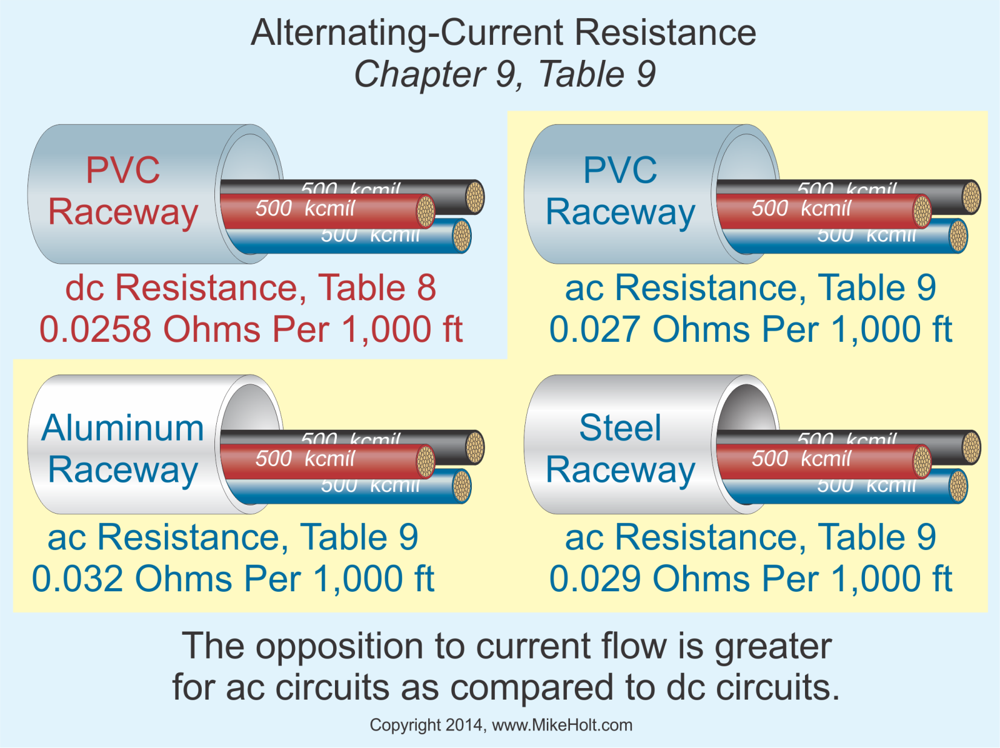 Alternating-Current Resistance
Chapter 9, Table 9
PVC
Raceway
500 kcmil
500 kcmil
500 kcmil
dc Resistance, Table 8
0.0258 Ohms Per 1,000 ft
PVC
Raceway
500 kcmil
500 kcmil
500 kcmil
ac Resistance, Table 9
0.027 Ohms Per 1,000 ft
Aluminum
Raceway
500 kcmil
500 kcmil
500 kcmil
ac Resistance, Table 9
0.032 Ohms Per 1,000 ft
Steel
Raceway
500 kcmil
500 kcmil
500 kcmil
ac Resistance, Table 9
0.029 Ohms Per 1,000 ft
The opposition to current flow is greater
for ac circuits as compared to dc circuits.
Copyright 2014, www.MikeHolt.com